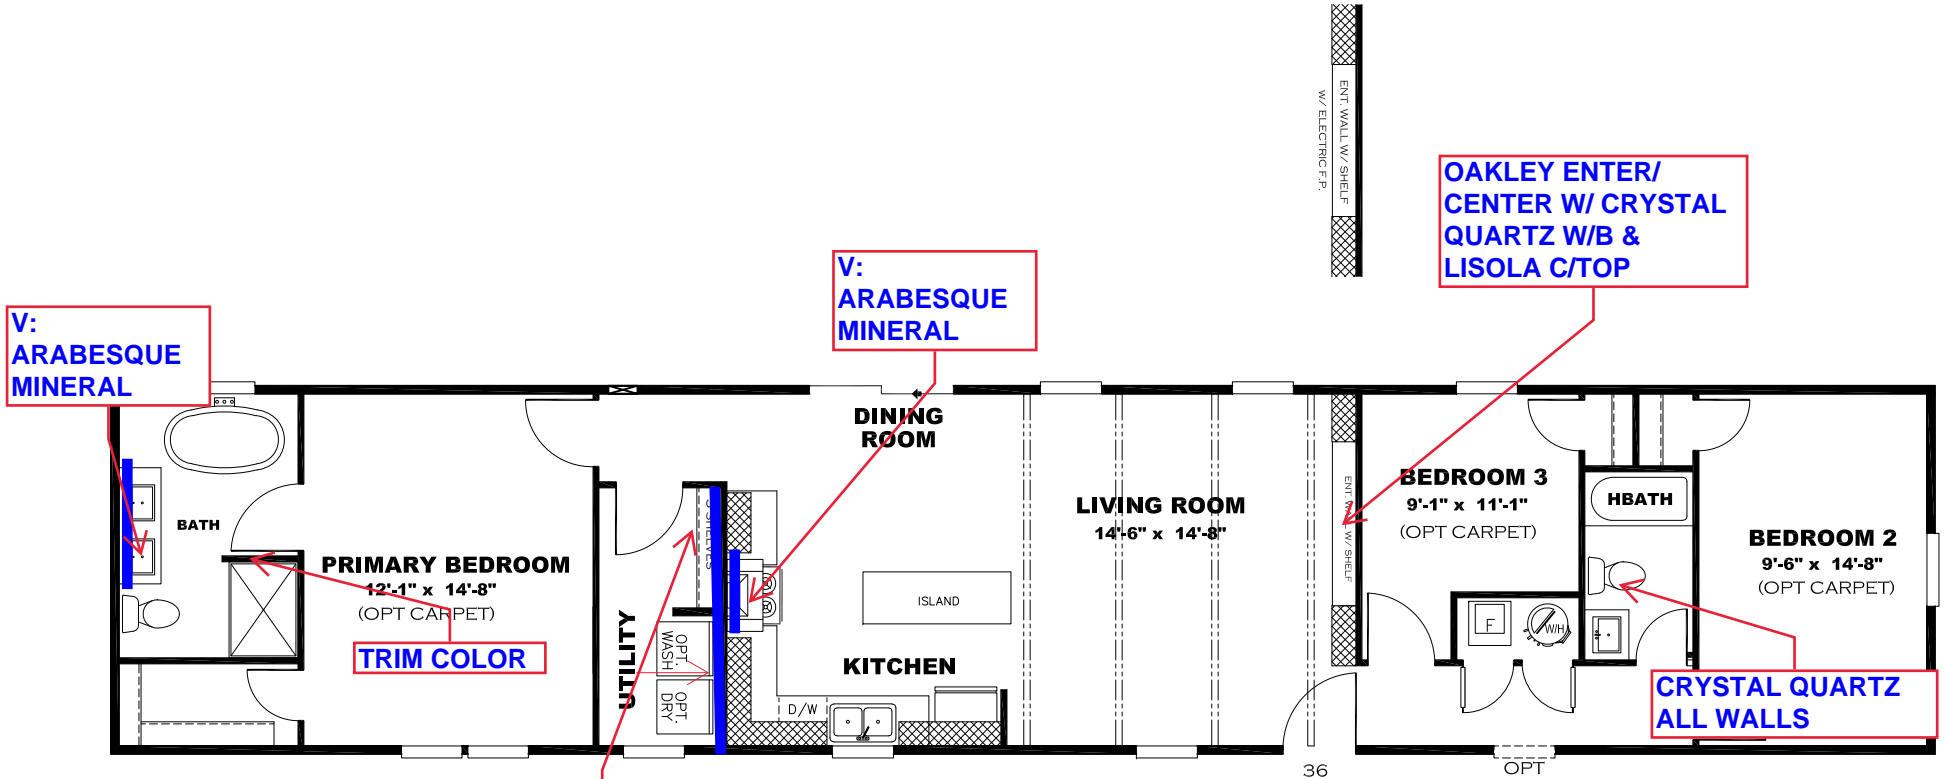 ENT. WALL W/ SHELF
W/ ELECTRIC F.P.
OAKLEY ENTER/
CENTER W/ CRYSTAL
QUARTZ W/B &
LISOLA C/TOP
V:
ARABESQUE
MINERAL
V:
ARABESQUE
MINERAL
DINING
ROOM
BATH
PRIMARY BEDROOM
12'-1" x 14'-8"
(OPT CARPET)
TRIM COLOR
UTILITY
SHELVES
OPT.
WASH
OPT.
DRY
ISLAND
KITCHEN
D/W
LIVING ROOM
14'-6" x 14'-8"
ENT. WALL W/ SHELF
BEDROOM 3
9'-1" x 11'-1"
(OPT CARPET)
HBATH
F
W/H
BEDROOM 2
9'-6" x 14'-8"
(OPT CARPET)
CRYSTAL QUARTZ
ALL WALLS
36
OPT